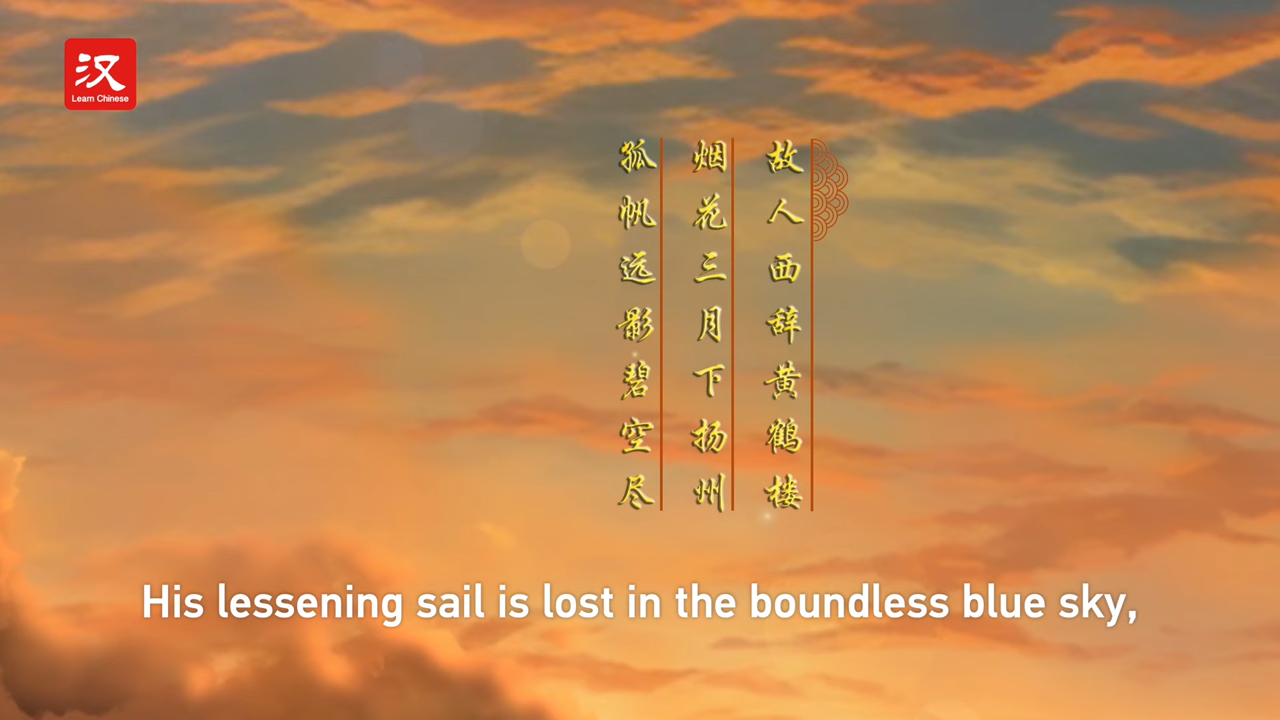 汉
Learn Chinese
故人西辞黄鹤楼
烟花三月下扬州
孤帆远影碧空尽
His lessening sail is lost in the boundless blue sky,